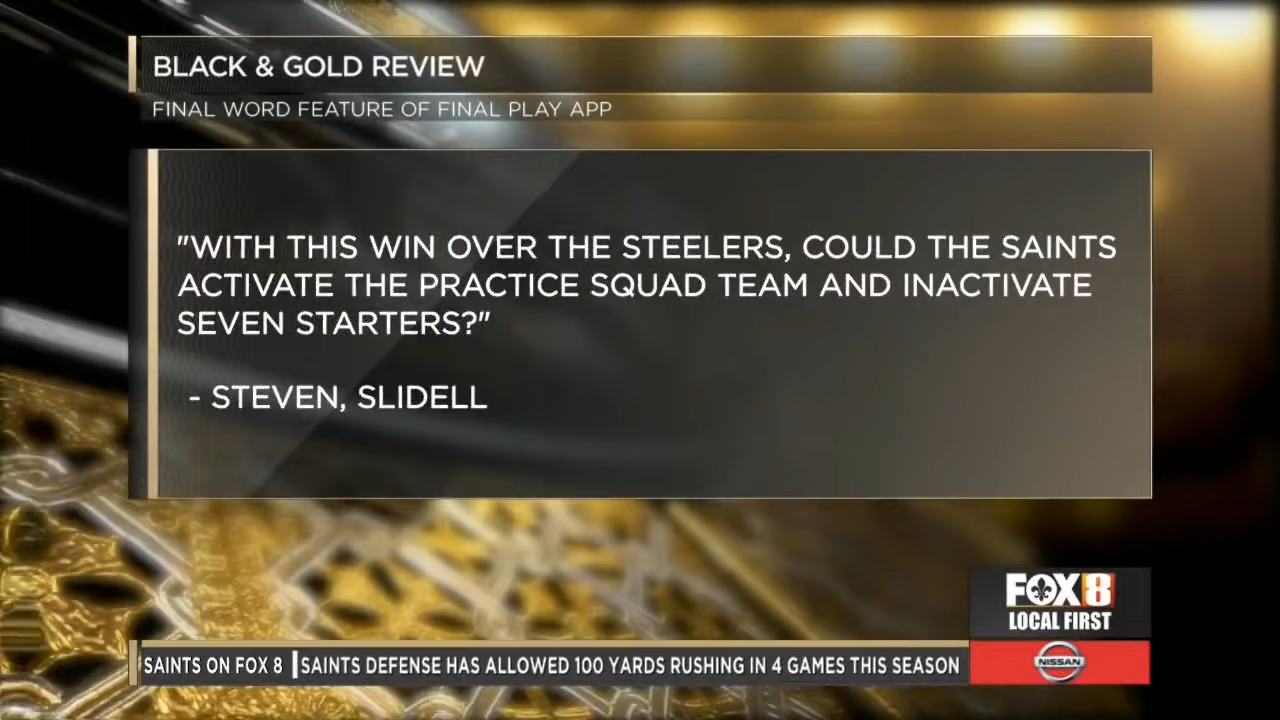 BLACK & GOLD REVIEW
FINAL WORD FEATURE OF FINAL PLAY APP
"WITH THIS WIN OVER THE STEELERS, COULD THE SAINTS
ACTIVATE THE PRACTICE SQUAD TEAM AND INACTIVATE
SEVEN STARTERS?"
- STEVEN, SLIDELL
FOX 8
LOCAL FIRST
SAINTS ON FOX 8 | SAINTS DEFENSE HAS ALLOWED 100 YARDS RUSHING IN 4 GAMES THIS SEASON
NISSAN